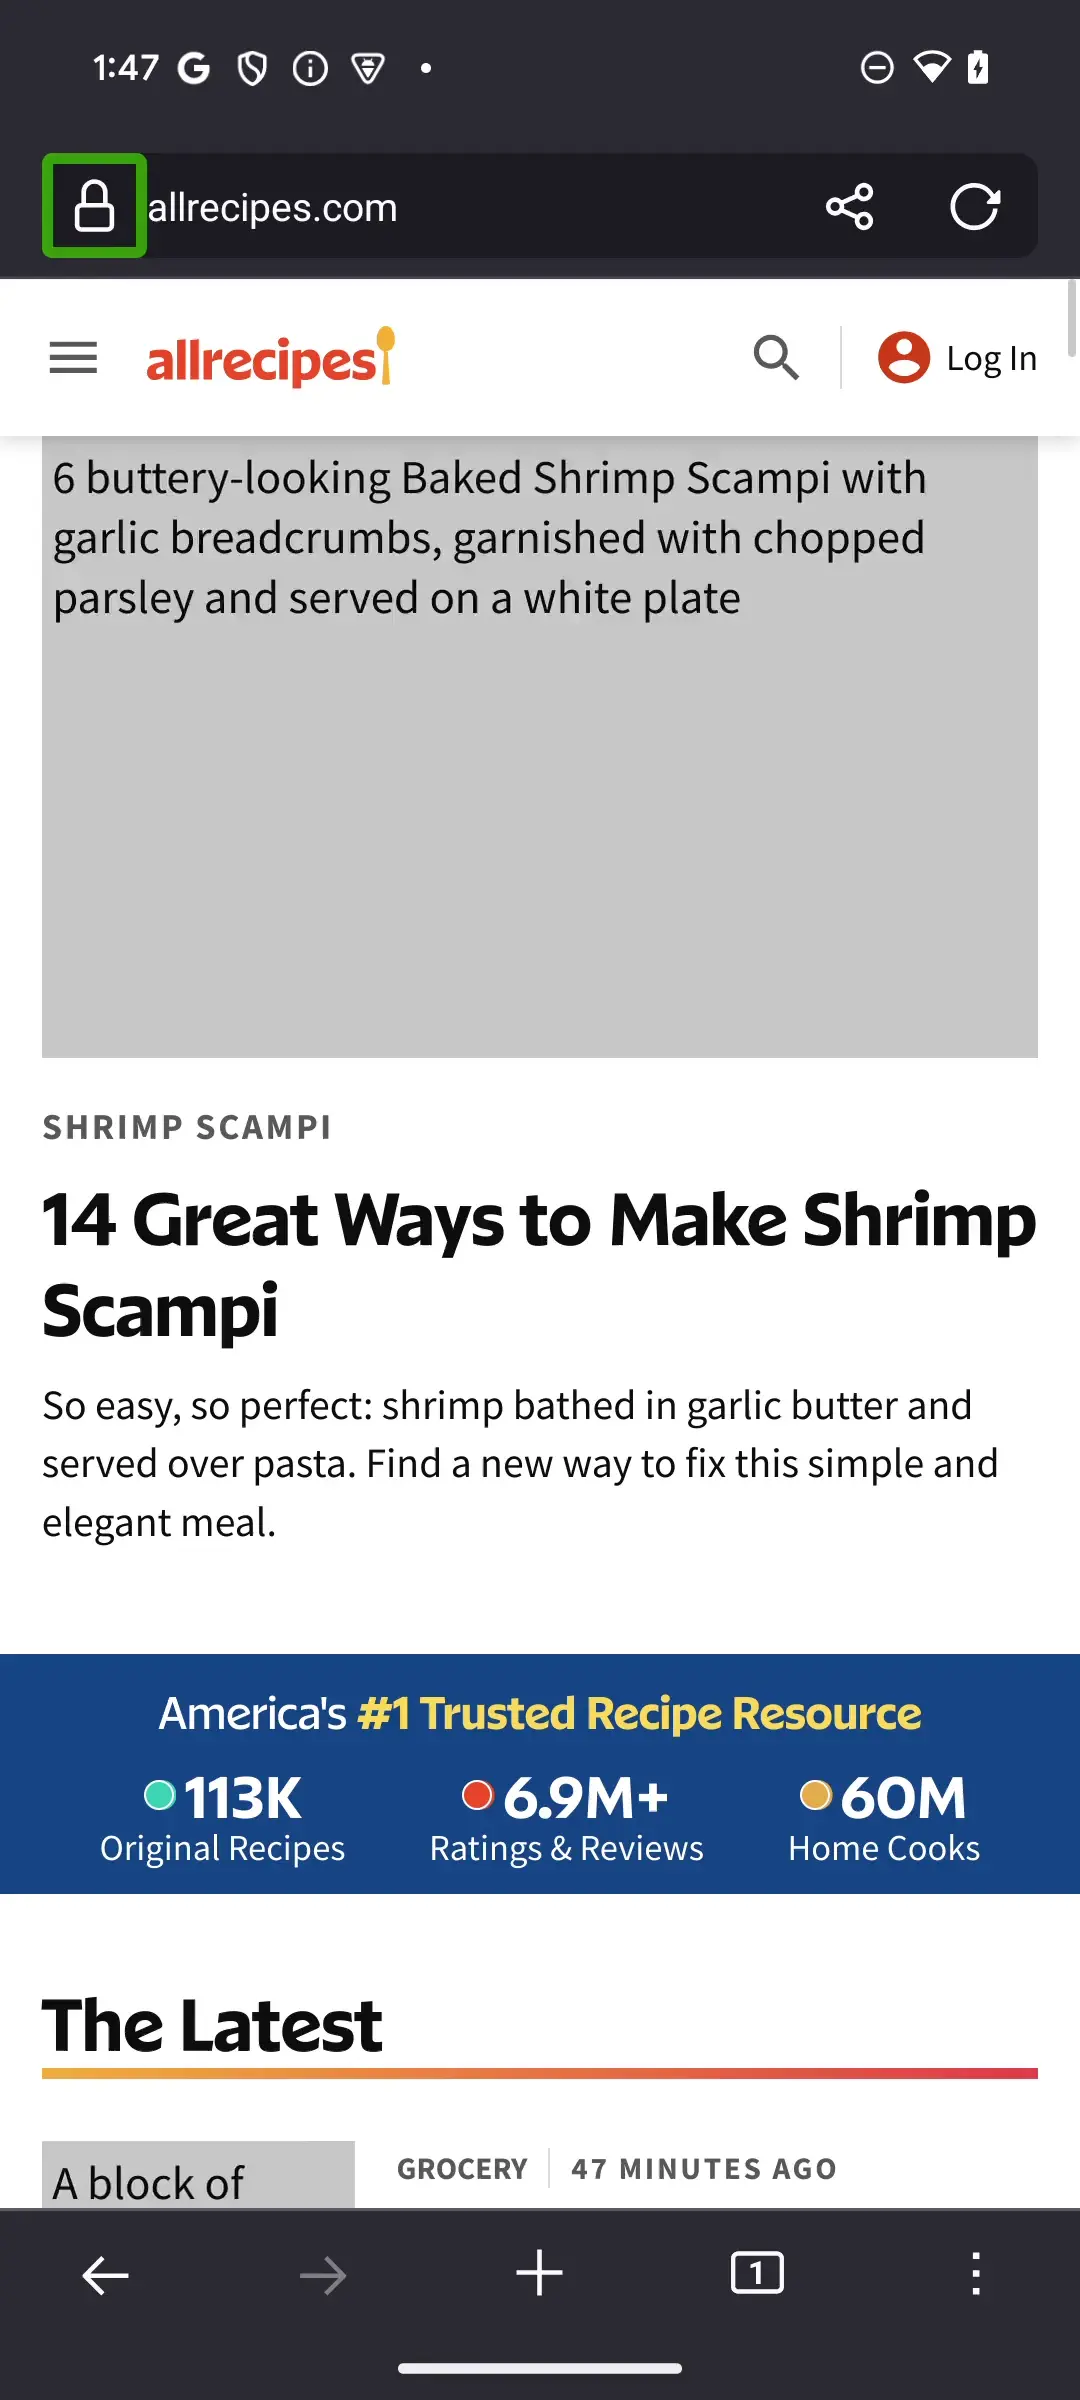 1:47
allrecipes.com
allrecipes
Log In
6 buttery-looking Baked Shrimp Scampi with
garlic breadcrumbs, garnished with chopped
parsley and served on a white plate
SHRIMP SCAMPI
14 Great Ways to Make Shrimp
Scampi
So easy, so perfect: shrimp bathed in garlic butter and
served over pasta. Find a new way to fix this simple and
elegant meal.
America's #1 Trusted Recipe Resource
113K 6.9M+ 60M
Original Recipes Ratings & Reviews Home Cooks
The Latest
A block of
GROCERY 47 MINUTES AGO
1